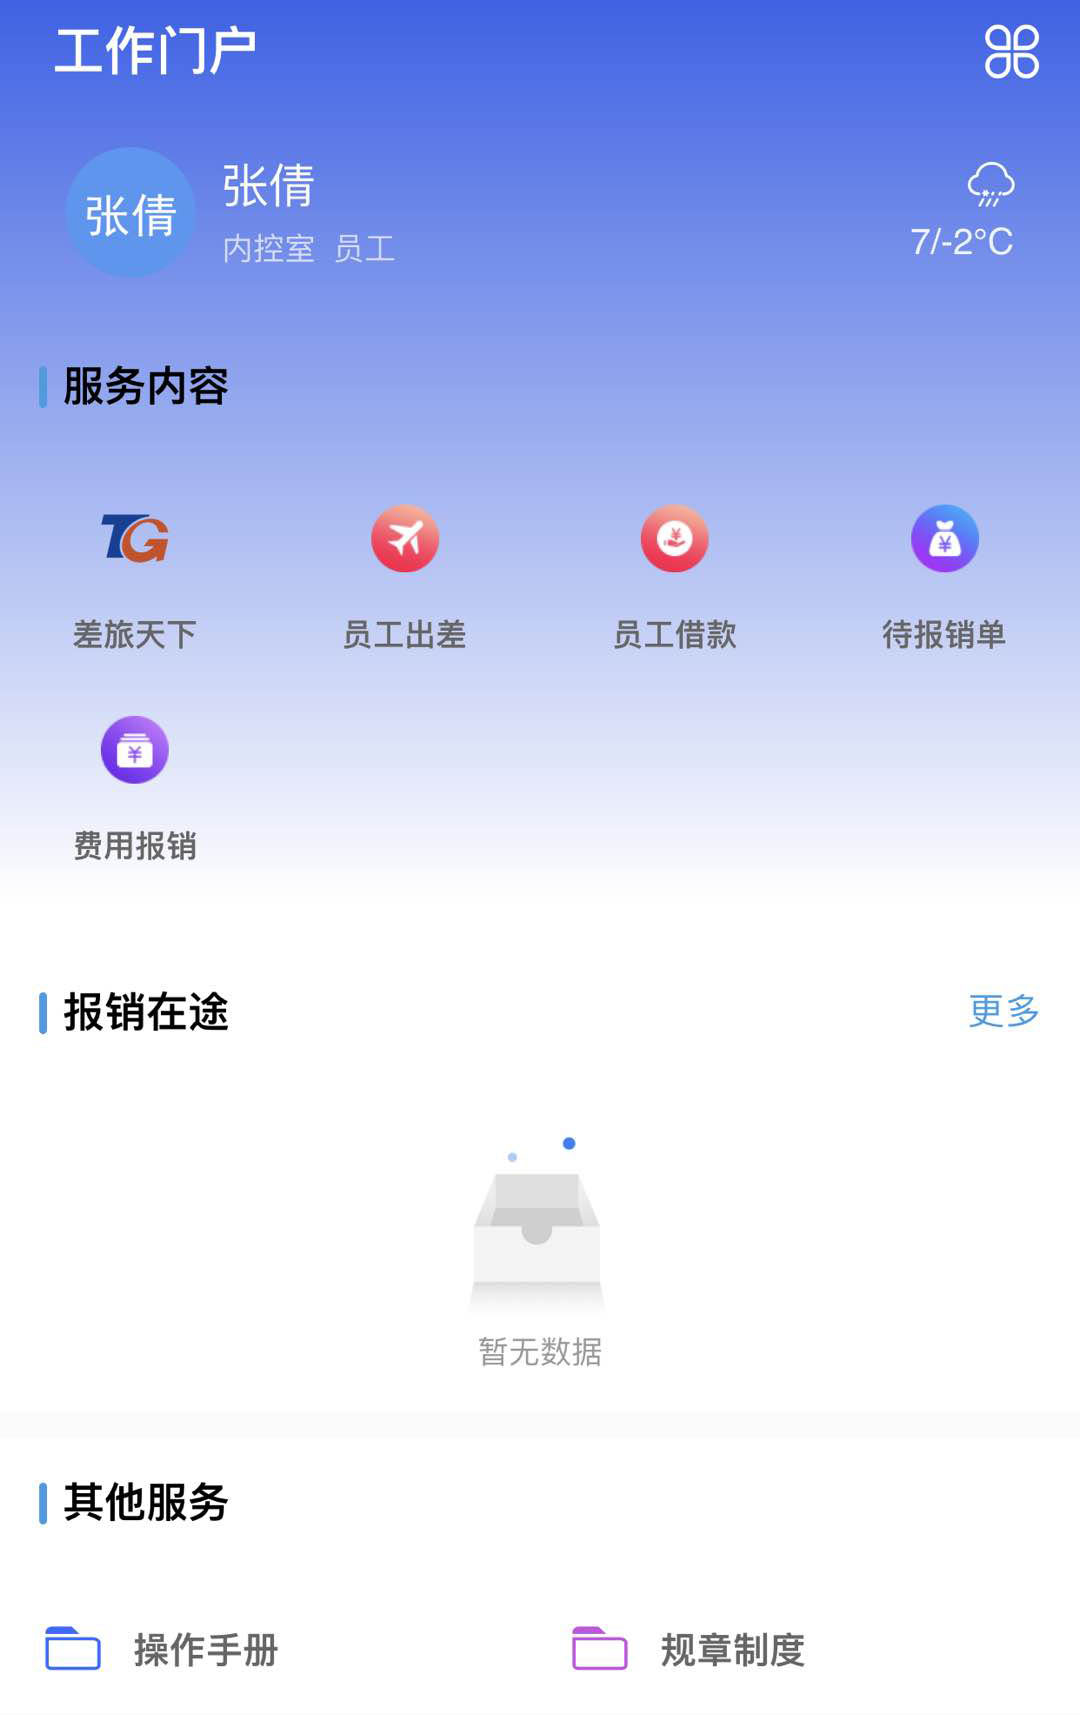 工作门户
张倩
张倩
内控室 员工
7/-2°C
服务内容
TG
差旅天下
员工出差
员工借款
待报销单
费用报销
报销在途
更多
暂无数据
其他服务
操作手册
规章制度